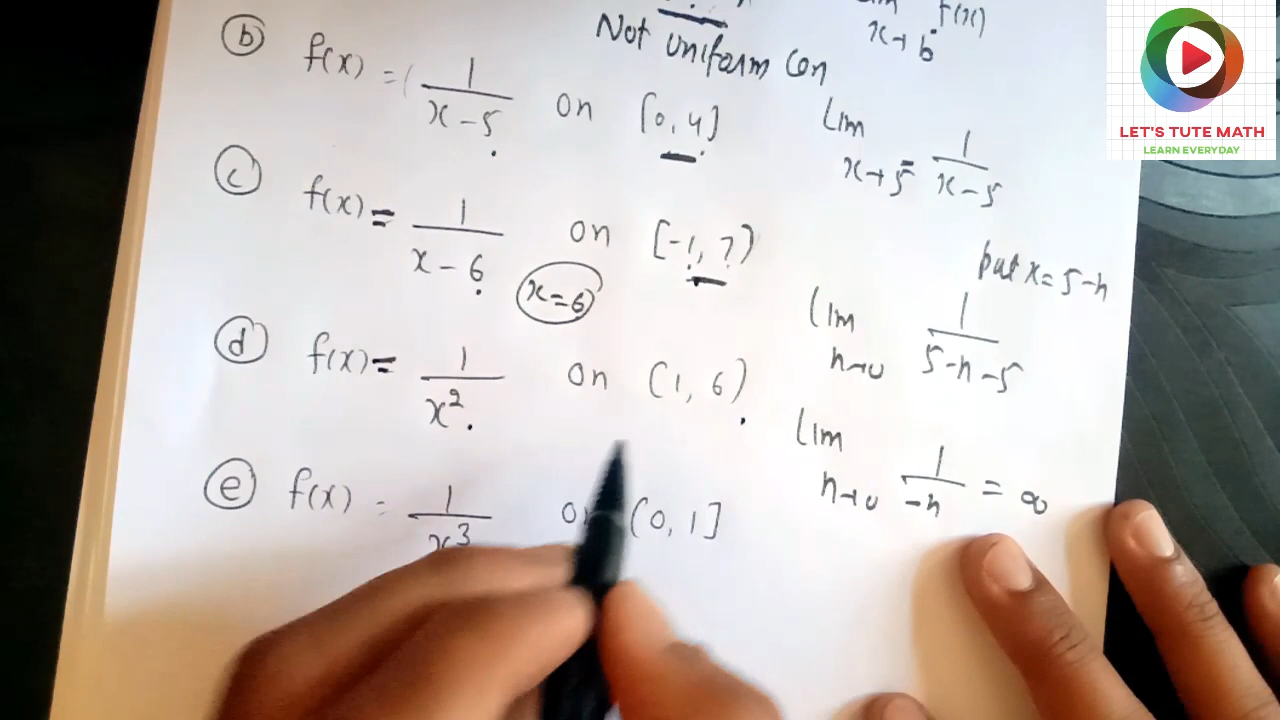 f(x)
x→b
Not uniform con
ⓑ f(x) = 1/(x-5) on [0, 4]
Lim x→5⁻ 1/(x-5)
ⓒ f(x) = 1/(x-6) on [-1, 7)
x=6
put x=5-h
ⓓ f(x) = 1/x² on (1, 6)
Lim h→0 1/(5-h-5)
ⓔ f(x) = 1/x³ on (0, 1]
Lim h→0 1/-h = ∞
LET'S TUTE MATH
LEARN EVERYDAY